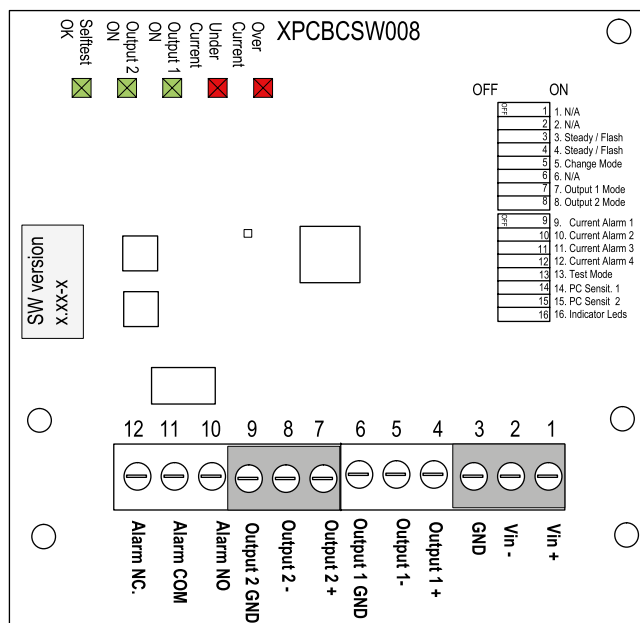 XPCBCSW008
Selftest
OK
Output 2
ON
Output 1
ON
Under
Current
Over
Current
OFF ON
OFF 1 1. N/A
2 2. N/A
3 3. Steady / Flash
4 4. Steady / Flash
5 5. Change Mode
6 6. N/A
7 7. Output 1 Mode
8 8. Output 2 Mode
OFF 9 9. Current Alarm 1
10 10. Current Alarm 2
11 11. Current Alarm 3
12 12. Current Alarm 4
13 13. Test Mode
14 14. PC Sensit. 1
15 15. PC Sensit 2
16 16. Indicator Leds
SW version
x.xx-x
12 11 10 9 8 7 6 5 4 3 2 1
Alarm NC.
Alarm COM
Alarm NO
Output 2 GND
Output 2 -
Output 2 +
Output 1 GND
Output 1-
Output 1 +
GND
Vin -
Vin +